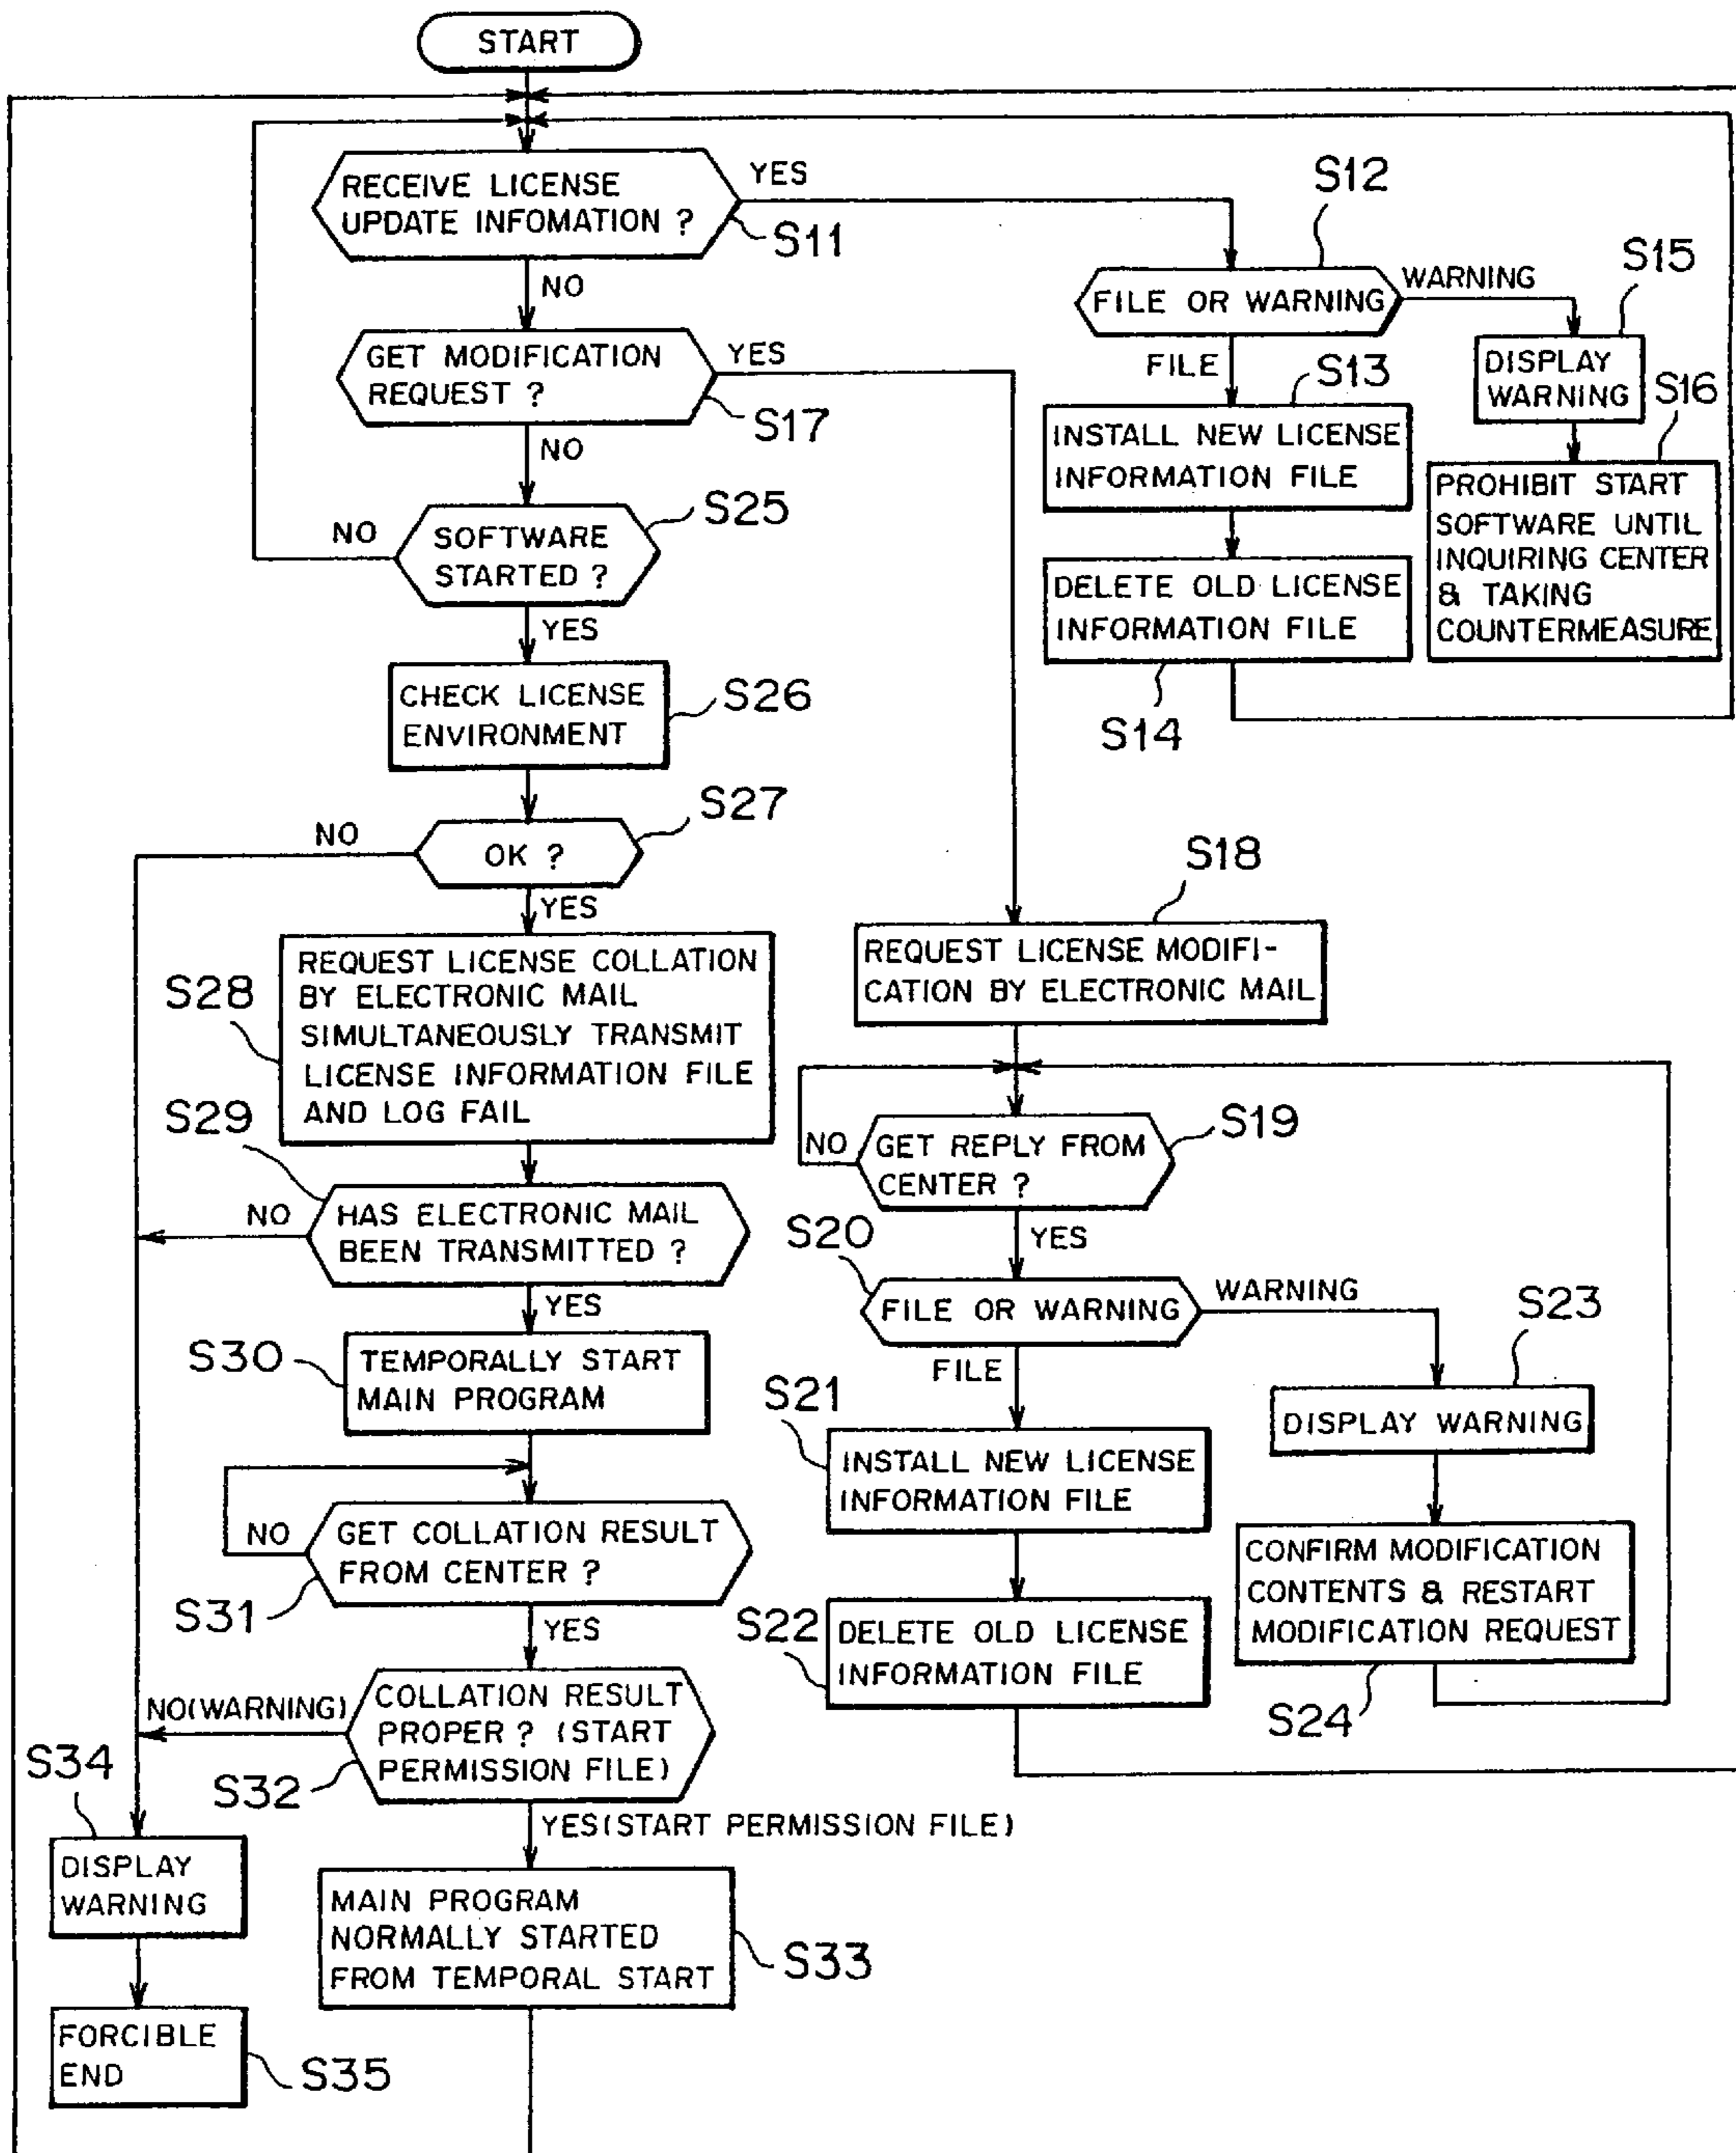 START
RECEIVE LICENSE
UPDATE INFOMATION ?
YES
S11
NO
S12
FILE OR WARNING
WARNING
S15
DISPLAY
WARNING
S16
PROHIBIT START
SOFTWARE UNTIL
INQUIRING CENTER
& TAKING
COUNTERMEASURE
FILE
S13
INSTALL NEW LICENSE
INFORMATION FILE
DELETE OLD LICENSE
INFORMATION FILE
S14
GET MODIFICATION
REQUEST ?
YES
S17
NO
S25
NO
SOFTWARE
STARTED ?
YES
CHECK LICENSE
ENVIRONMENT
S26
S27
NO
OK ?
YES
S28
REQUEST LICENSE COLLATION
BY ELECTRONIC MAIL
SIMULTANEOUSLY TRANSMIT
LICENSE INFORMATION FILE
AND LOG FAIL
S29
NO
HAS ELECTRONIC MAIL
BEEN TRANSMITTED ?
YES
S30
TEMPORALLY START
MAIN PROGRAM
NO
GET COLLATION RESULT
FROM CENTER ?
S31
YES
NO(WARNING)
COLLATION RESULT
PROPER ? (START
PERMISSION FILE)
S32
YES(START PERMISSION FILE)
MAIN PROGRAM
NORMALLY STARTED
FROM TEMPORAL START
S33
S34
DISPLAY
WARNING
FORCIBLE
END
S35
S18
REQUEST LICENSE MODIFI-
CATION BY ELECTRONIC MAIL
NO
GET REPLY FROM
CENTER ?
S19
YES
S20
FILE OR WARNING
WARNING
FILE
S21
INSTALL NEW LICENSE
INFORMATION FILE
S22
DELETE OLD LICENSE
INFORMATION FILE
S23
DISPLAY WARNING
CONFIRM MODIFICATION
CONTENTS & RESTART
MODIFICATION REQUEST
S24